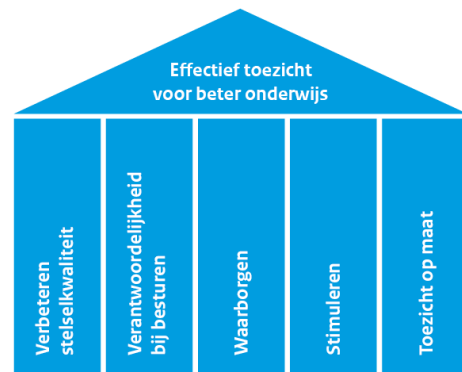 Effectief toezicht
voor beter onderwijs
Verbeteren
stelselkwaliteit
Verantwoordelijkheid
bij besturen
Waarborgen
Stimuleren
Toezicht op maat